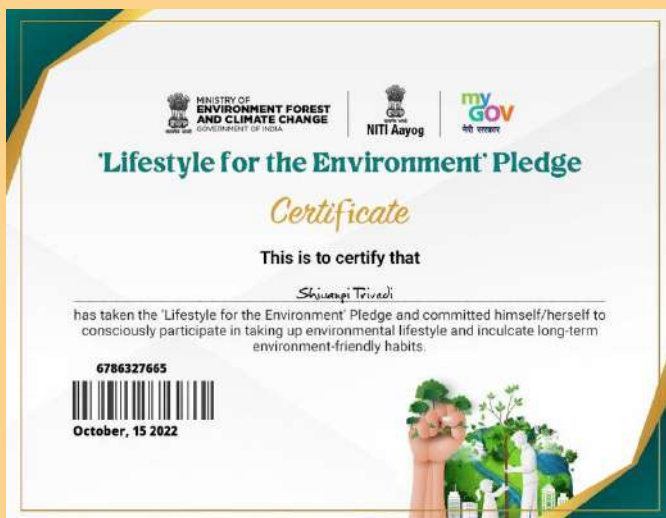 MINISTRY OF
ENVIRONMENT FOREST
AND CLIMATE CHANGE
GOVERNMENT OF INDIA
NITI Aayog
my
GOV
मेरी सरकार
'Lifestyle for the Environment' Pledge
Certificate
This is to certify that
Shivangi Trivedi
has taken the 'Lifestyle for the Environment' Pledge and committed himself/herself to
consciously participate in taking up environmental lifestyle and inculcate long-term
environment-friendly habits.
6786327665
October, 15 2022